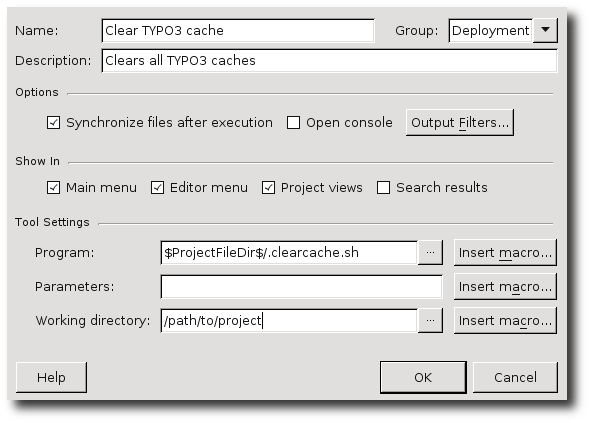 Name: Clear TYPO3 cache Group: Deployment
Description: Clears all TYPO3 caches
Options
Synchronize files after execution Open console Output Filters...
Show In
Main menu Editor menu Project views Search results
Tool Settings
Program: $ProjectFileDir$/.clearcache.sh ... Insert macro...
Parameters: Insert macro...
Working directory: /path/to/project ... Insert macro...
Help OK Cancel